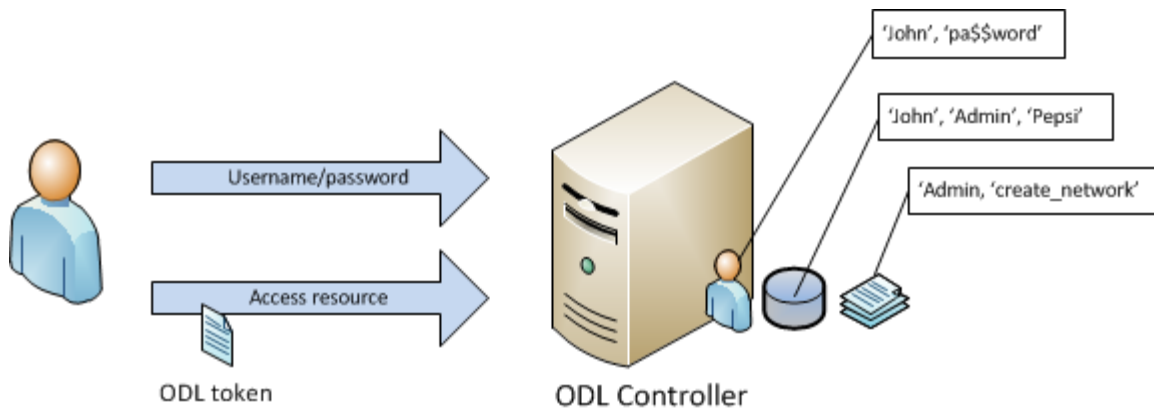 ‘John’, ‘pa$$word’
‘John’, ‘Admin’, ‘Pepsi’
Username/password
‘Admin, ‘create_network’
Access resource
ODL token
ODL Controller